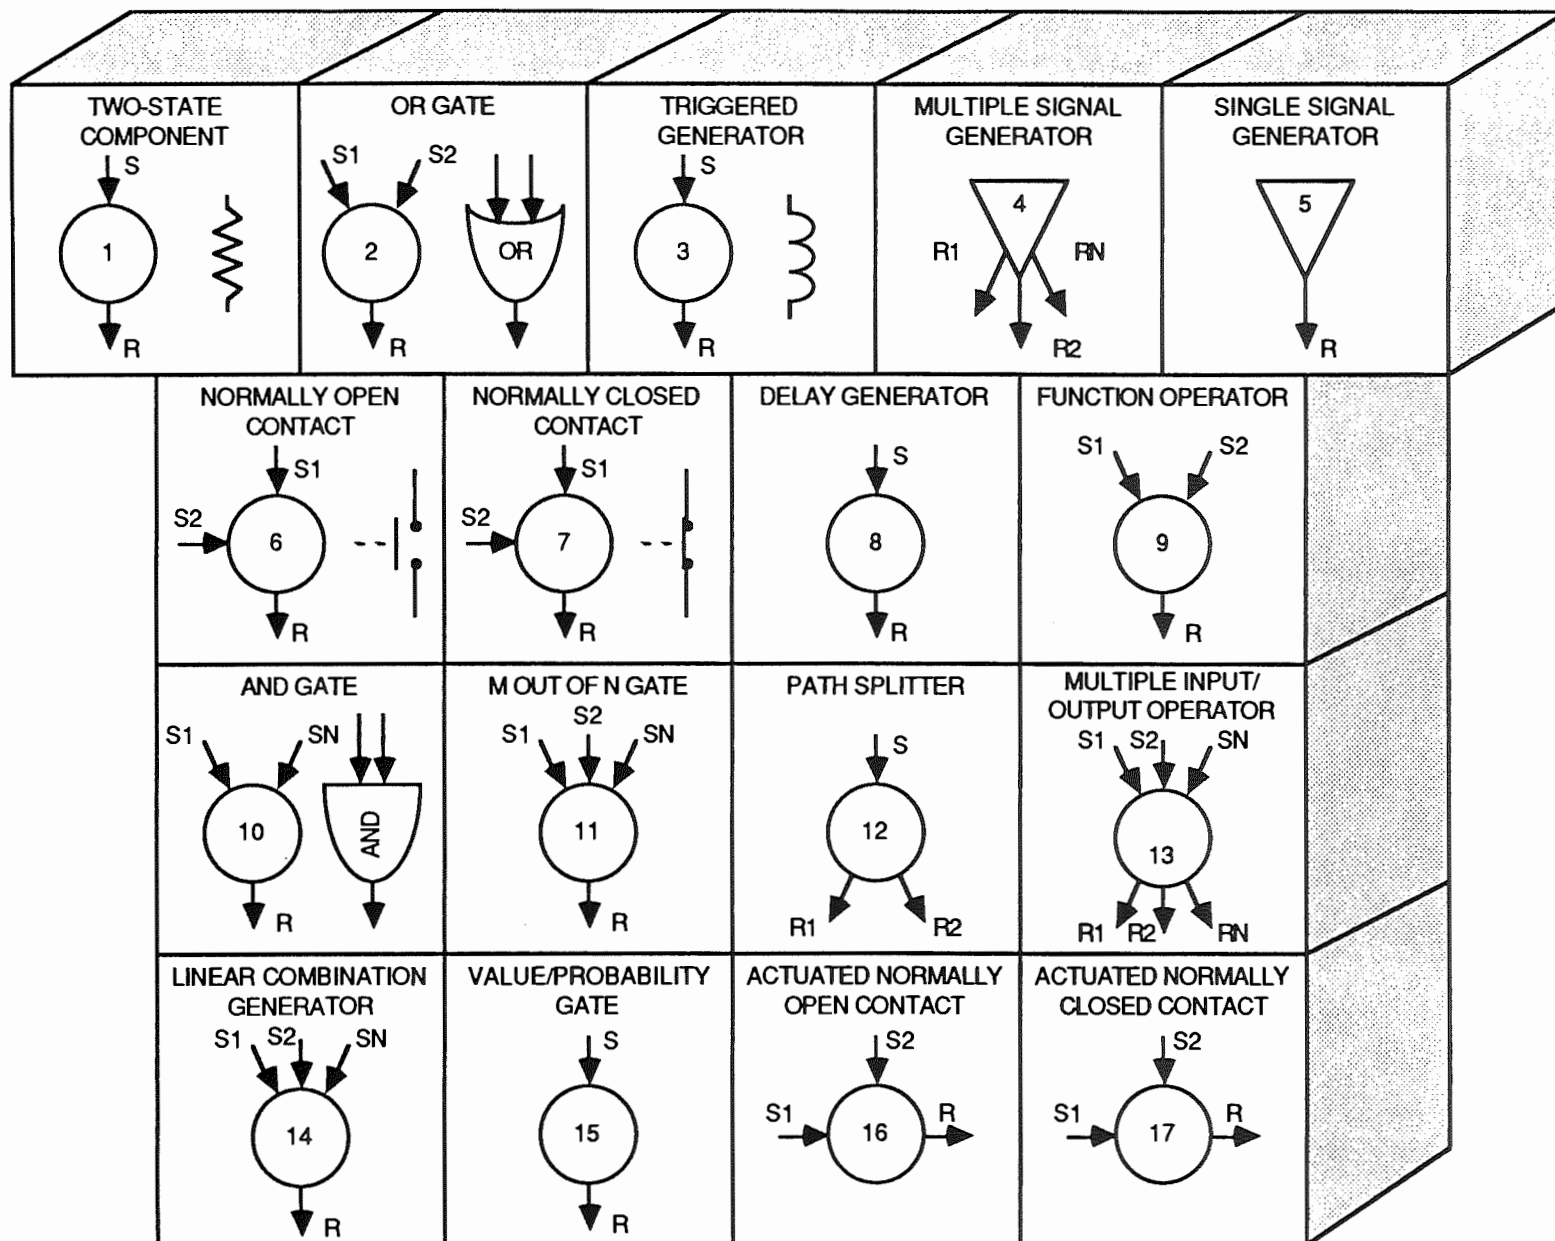 TWO-STATE
COMPONENT
S
1
R
OR GATE
S1
S2
2
OR
R
TRIGGERED
GENERATOR
S
3
R
MULTIPLE SIGNAL
GENERATOR
4
R1
RN
R2
SINGLE SIGNAL
GENERATOR
5
R
NORMALLY OPEN
CONTACT
S1
S2
6
R
NORMALLY CLOSED
CONTACT
S1
S2
7
R
DELAY GENERATOR
S
8
R
FUNCTION OPERATOR
S1
S2
9
R
AND GATE
S1
SN
10
AND
R
M OUT OF N GATE
S2
S1
SN
11
R
PATH SPLITTER
S
12
R1
R2
MULTIPLE INPUT/
OUTPUT OPERATOR
S1
S2
SN
13
R1
R2
RN
LINEAR COMBINATION
GENERATOR
S1
S2
SN
14
R
VALUE/PROBABILITY
GATE
S
15
R
ACTUATED NORMALLY
OPEN CONTACT
S2
S1
16
R
ACTUATED NORMALLY
CLOSED CONTACT
S2
S1
17
R